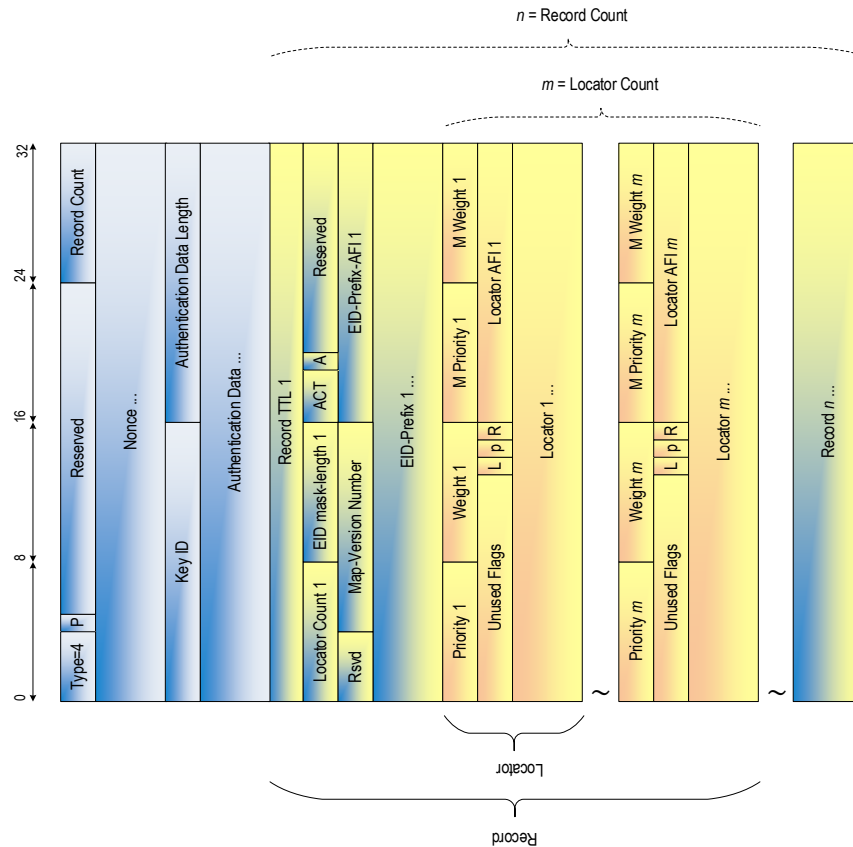 n = Record Count
m = Locator Count
0 8 16 24 32
Type=4 P Reserved Record Count
Nonce ...
Key ID Authentication Data Length
Authentication Data ...
Record TTL 1
Locator Count 1 EID mask-length 1 ACT A Reserved
Rsvd Map-Version Number EID-Prefix-AFI 1
EID-Prefix 1 ...
Priority 1 Weight 1 M Priority 1 M Weight 1
Unused Flags L p R Locator AFI 1
Locator 1 ...
~
Priority m Weight m M Priority m M Weight m
Unused Flags L p R Locator AFI m
Locator m ...
~
Record n ...
Locator
Record